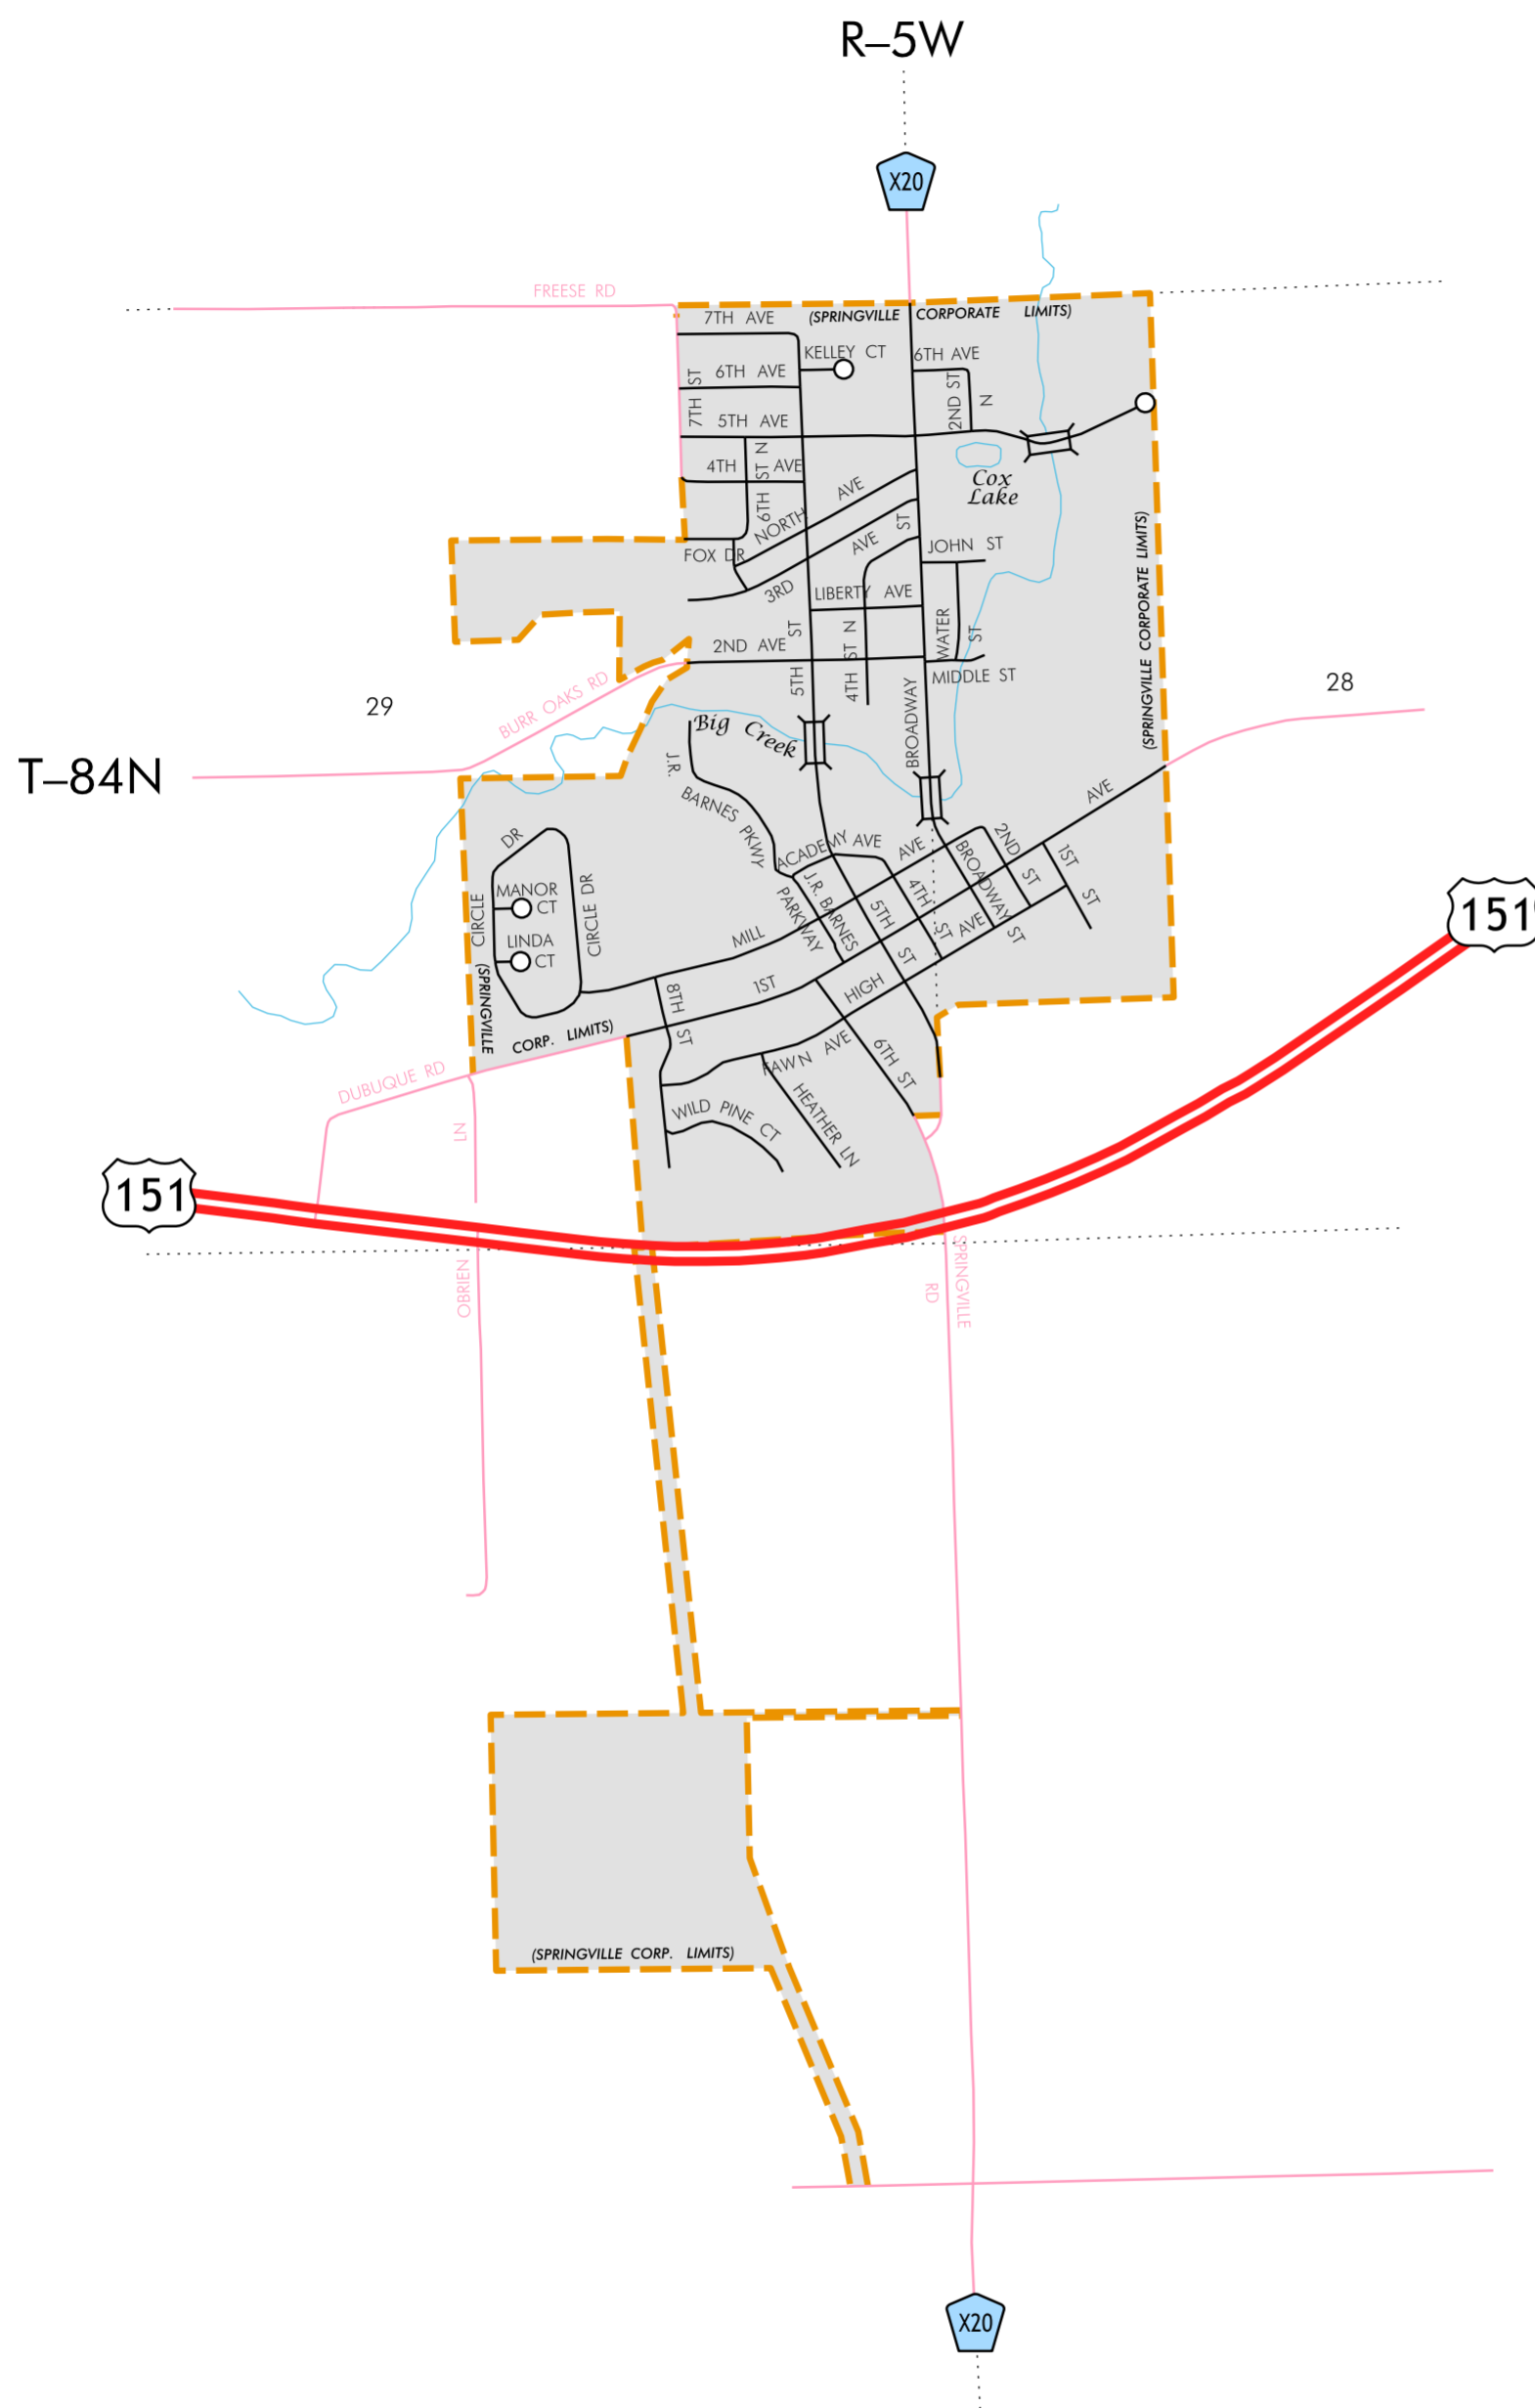 R–5W
X20
FREESE RD
7TH AVE
(SPRINGVILLE CORPORATE LIMITS)
KELLEY CT
6TH AVE
6TH AVE
7TH ST
2ND ST N
5TH AVE
4TH AVE
6TH ST N
NORTH AVE
Cox
Lake
FOX DR
3RD AVE
ST
JOHN ST
LIBERTY AVE
WATER ST
(SPRINGVILLE CORPORATE LIMITS)
5TH ST
4TH ST N
2ND AVE
MIDDLE ST
BROADWAY
29
28
BURR OAKS RD
T–84N
Big Creek
J.R. BARNES PKWY
ACADEMY AVE
CIRCLE DR
MANOR
CT
LINDA
CT
CIRCLE DR
J.R. BARNES
PARKWAY
MILL AVE
5TH ST
4TH ST
BROADWAY ST
2ND ST
1ST ST
1ST AVE
HIGH AVE
151
(SPRINGVILLE CORP. LIMITS)
8TH ST
FAWN AVE
6TH ST
HEATHER LN
WILD PINE CT
DUBUQUE RD
151
OBRIEN LN
SPRINGVILLE RD
(SPRINGVILLE CORP. LIMITS)
X20